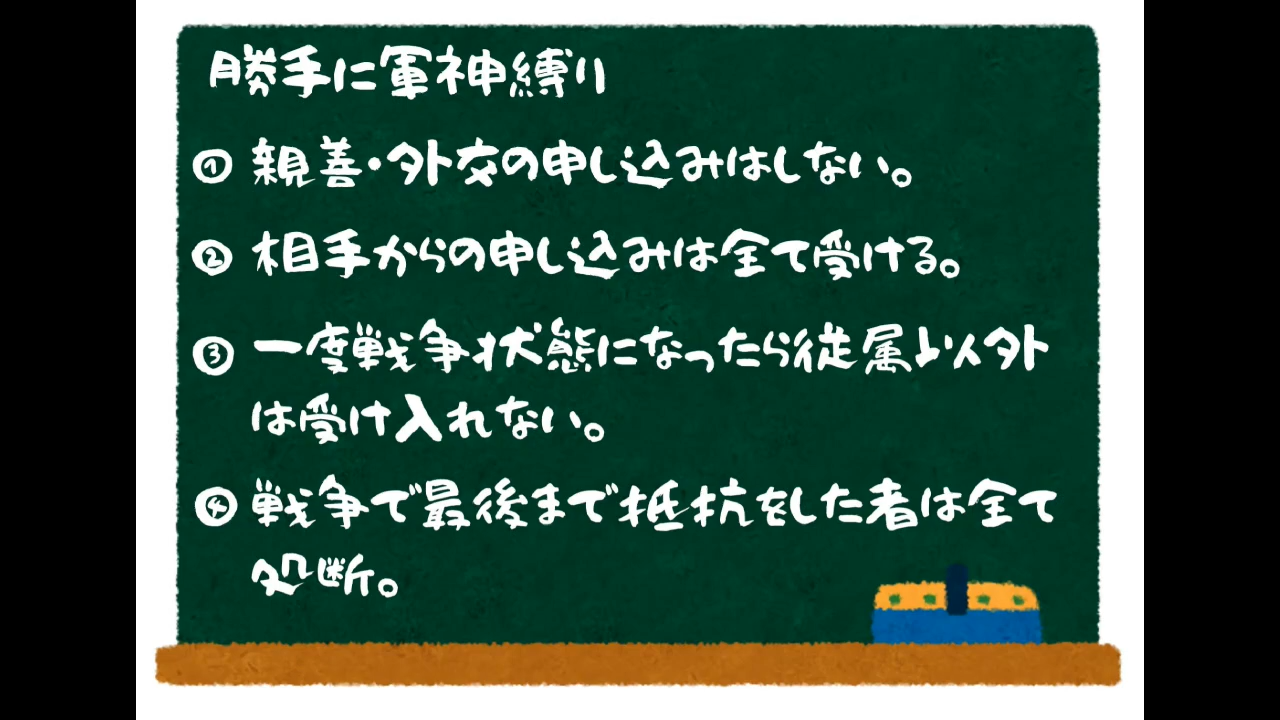 勝手に軍神縛り
① 親善・外交の申し込みはしない。
② 相手からの申し込みは全て受ける。
③ 一度戦争状態になったら従属以外
は受け入れない。
④ 戦争で最後まで抵抗をした者は全て
処断。